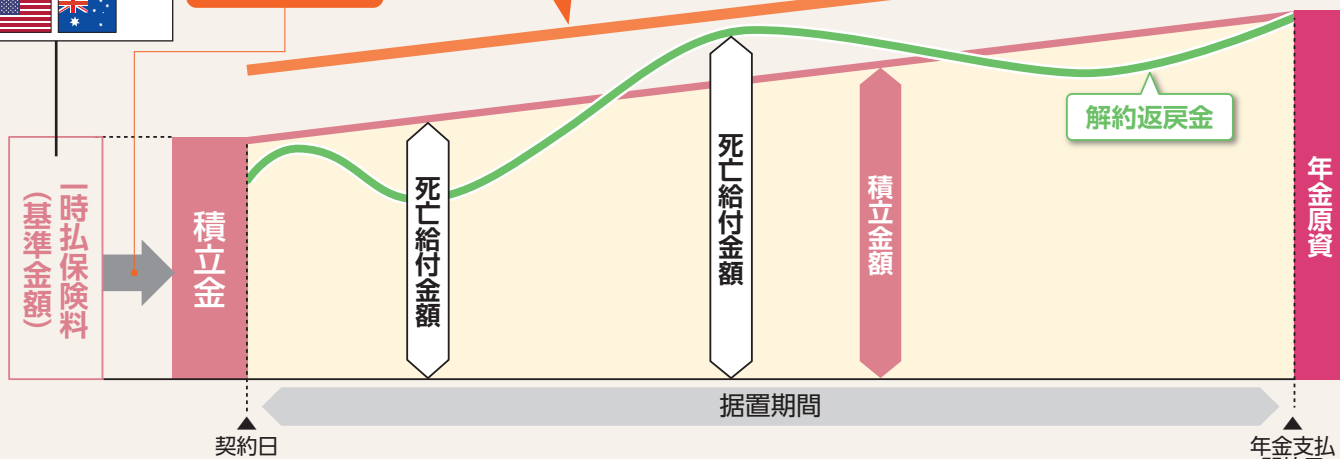 一時払保険料
（基準金額）
積立金
死亡給付金額
死亡給付金額
積立金額
解約返戻金
年金原資
据置期間
契約日
年金支払